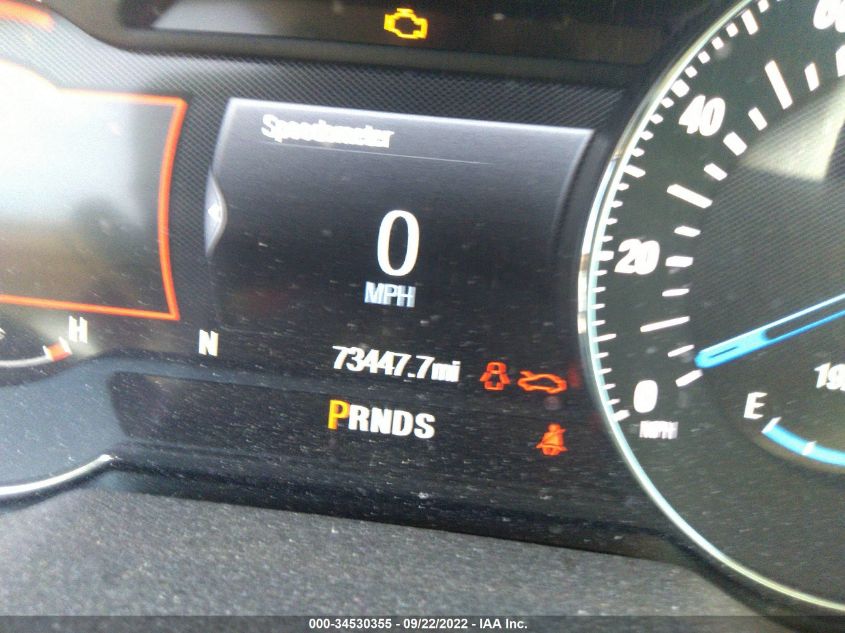 Speedometer
0
MPH
H
N
73447.7mi
PRNDS
40
20
0
MPH
E
000-34530355 - 09/22/2022 - IAA Inc.